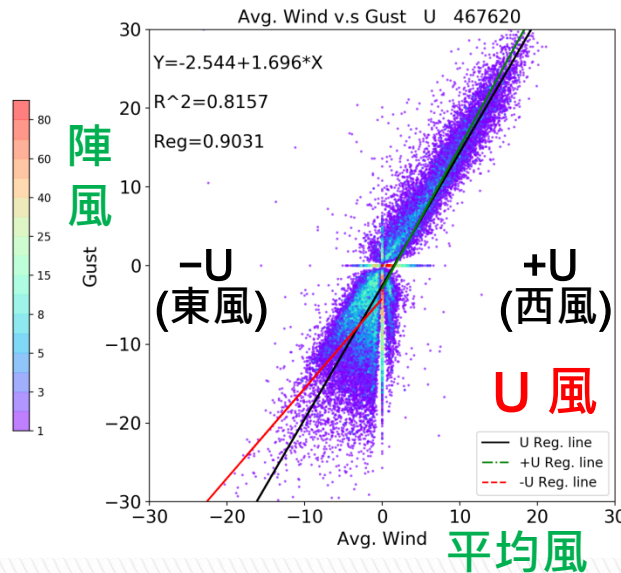 Avg. Wind v.s Gust U 467620
Y=-2.544+1.696*X
R^2=0.8157
Reg=0.9031
30
20
10
0
−10
−20
−30
Gust
陣
風
80
60
40
25
15
8
5
3
1
−U
(東風)
+U
(西風)
U 風
U Reg. line
+U Reg. line
-U Reg. line
−30
−20
−10
0
10
20
30
Avg. Wind
平均風